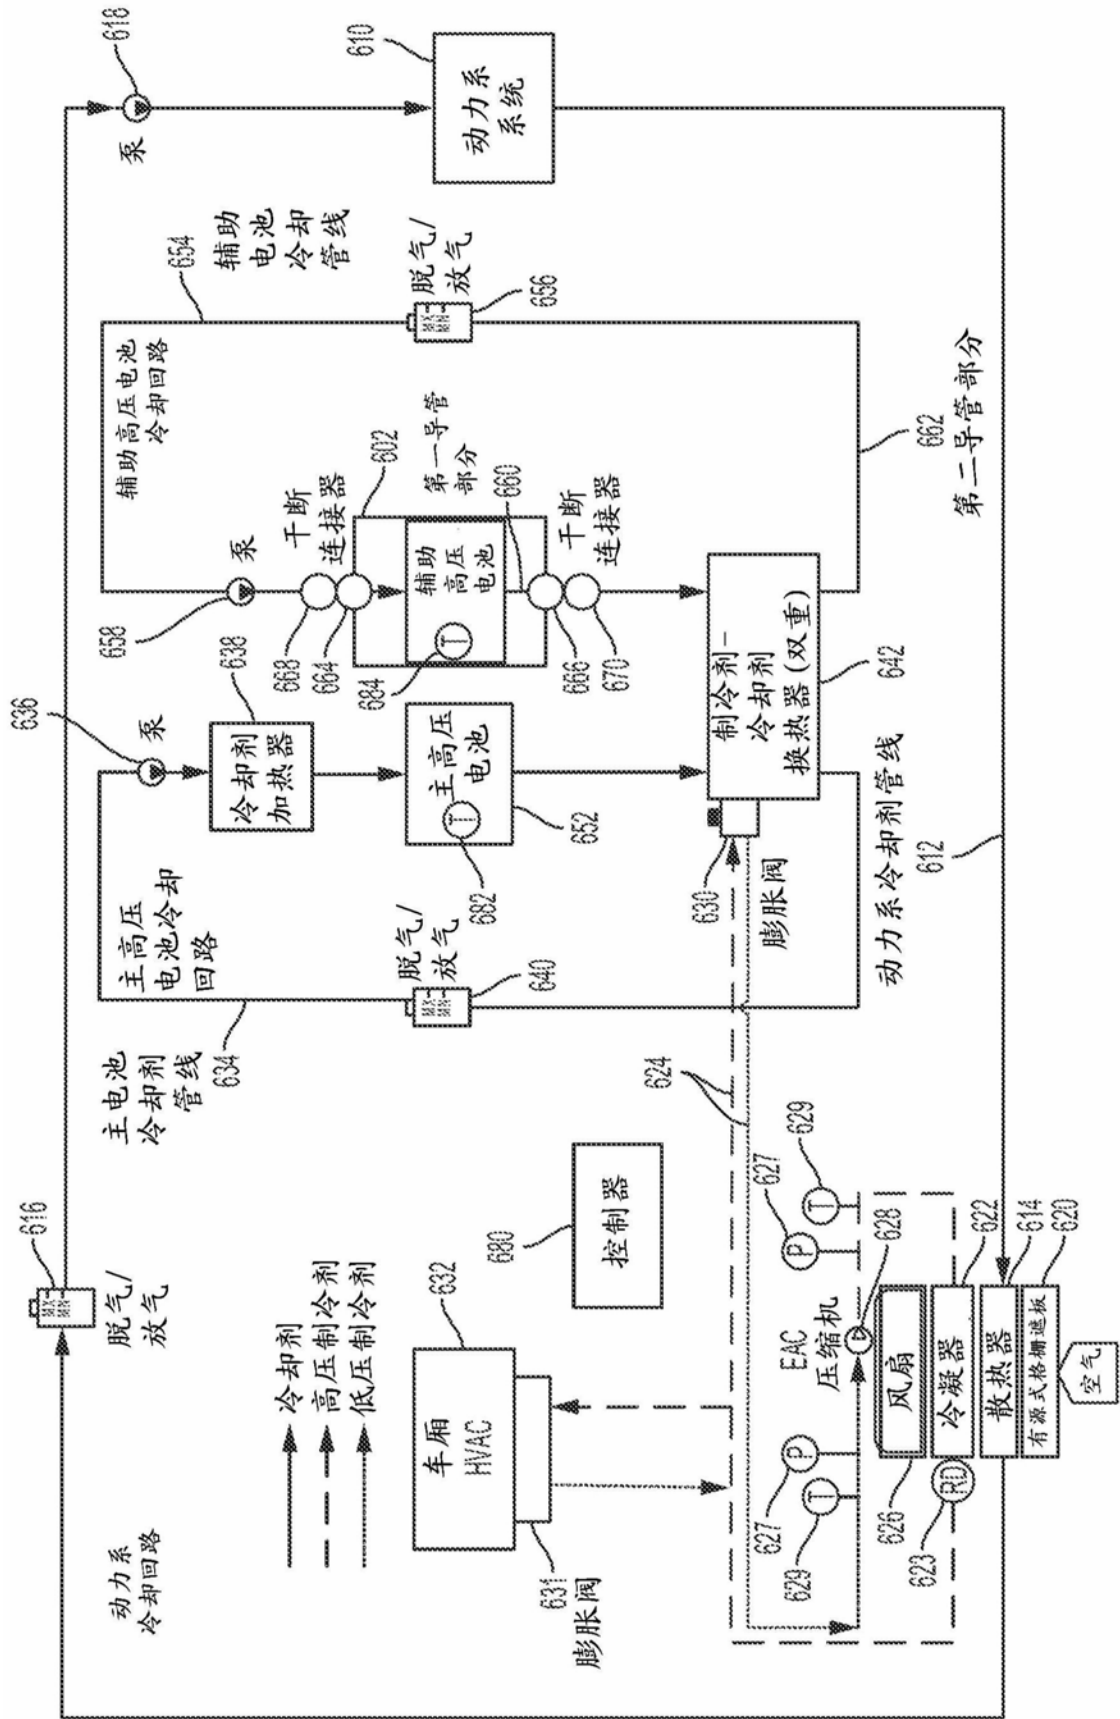 动力系
冷却回路
616
脱气/
放气
618
泵
610
动力系
系统
冷却剂
高压制冷剂
低压制冷剂
主电池
冷却剂
管线
634
主高压
电池冷却
回路
636
泵
638
冷却剂
加热器
脱气/
放气
640
682
主高压
电池
652
辅助高压电池
冷却回路
654
辅助
电池
冷却
管线
脱气/
放气
656
658
泵
668
664
干断
连接器
602
第一导管
部分
684
辅助
高压
电池
660
666
670
干断
连接器
制冷剂-
冷却剂
换热器(双重)
642
630
膨胀阀
662
第二导管部分
动力系冷却剂管线
612
632
车厢
HVAC
631
膨胀阀
680
控制器
624
627
P
629
T
EAC
压缩机
628
627
P
629
T
风扇
626
冷凝器
622
RD
623
散热器
614
有源式格栅遮板
620
空气